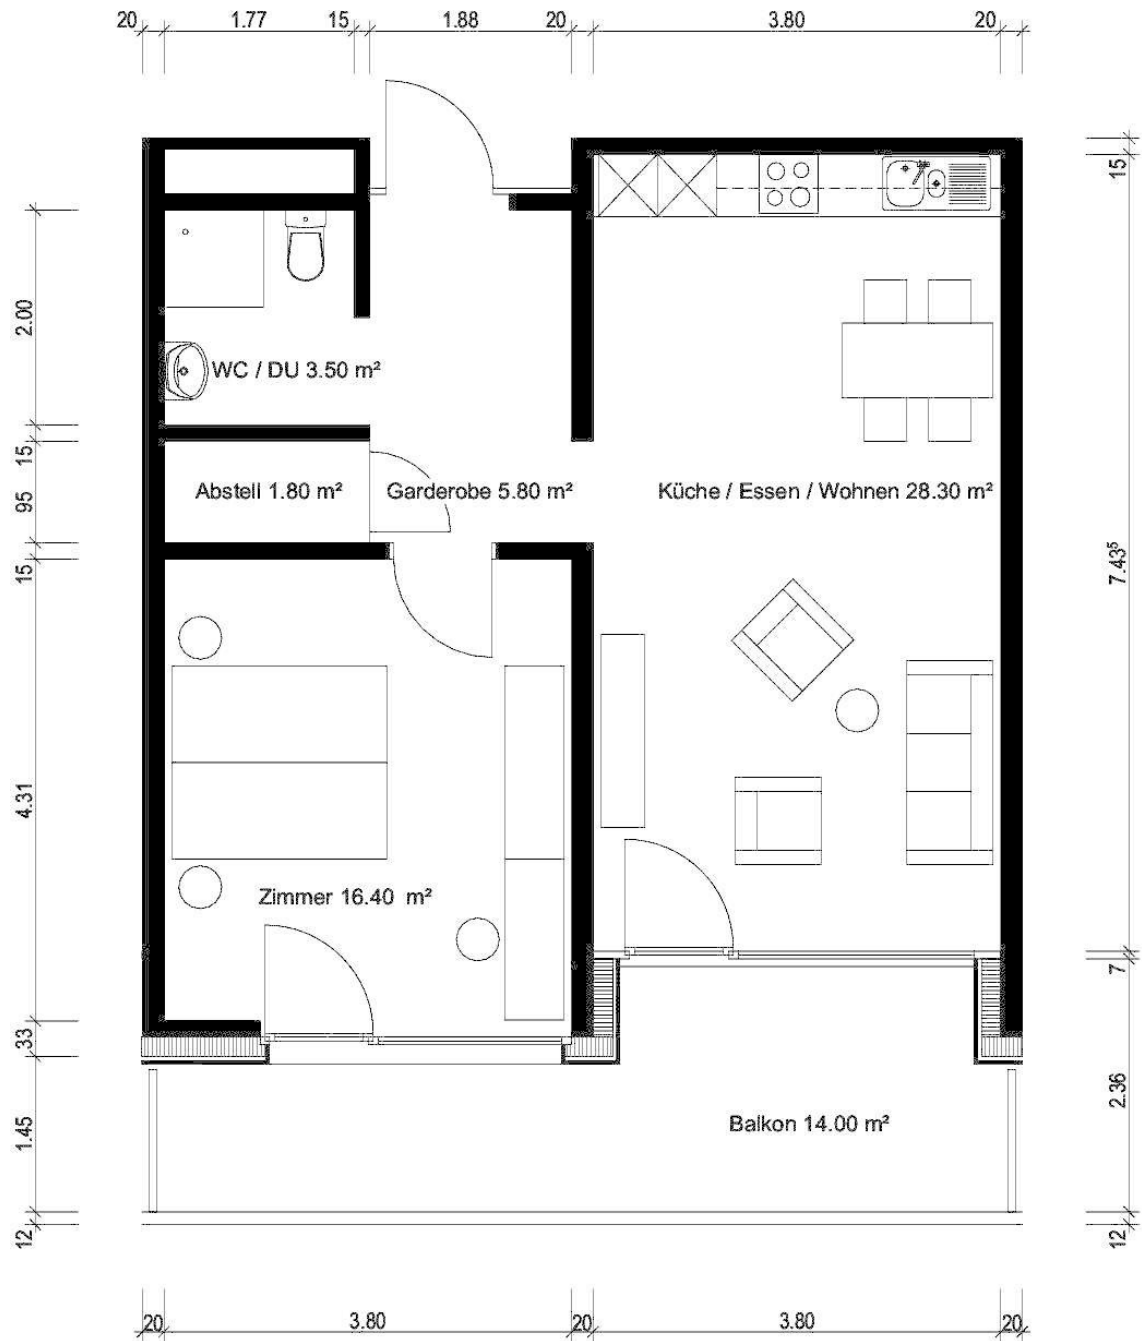 20 1.77 15 1.88 20 3.80 20
15
2.00
WC / DU 3.50 m²
15
95
Abstell 1.80 m² Garderobe 5.80 m² Küche / Essen / Wohnen 28.30 m²
15
7.43⁵
4.31
Zimmer 16.40 m²
7
33
2.36
1.45
Balkon 14.00 m²
12 12
20 3.80 20 3.80 20